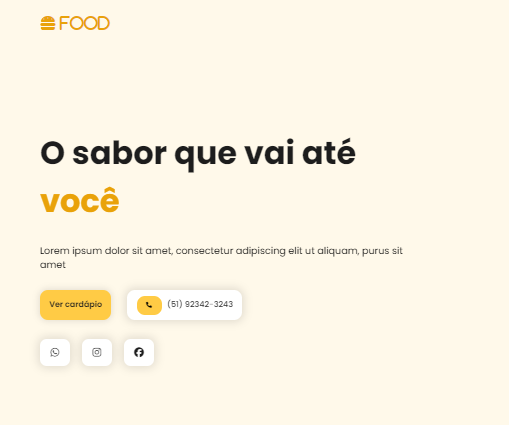 FOOD
O sabor que vai até
você
Lorem ipsum dolor sit amet, consectetur adipiscing elit ut aliquam, purus sit
amet
Ver cardápio
(51) 92342-3243